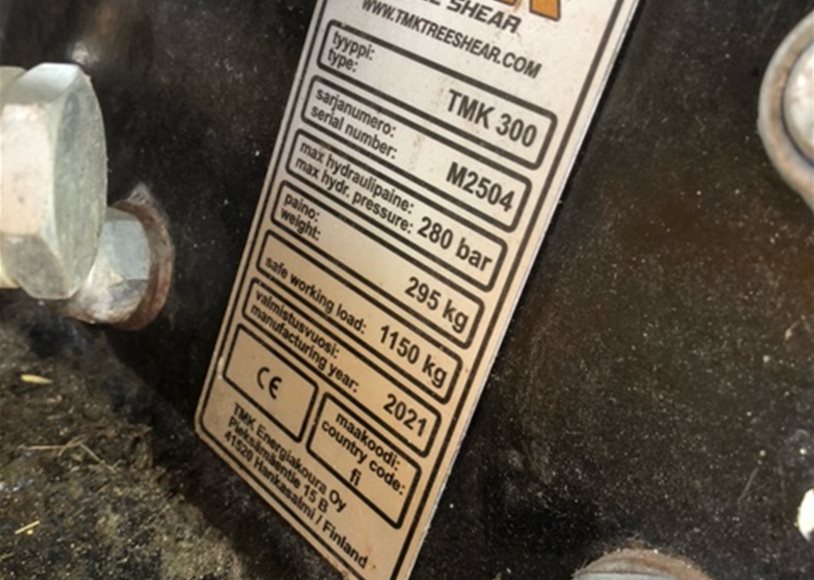 EE SHEAR
WWW.TMKTREESHEAR.COM
tyyppi:
type:
TMK 300
sarjanumero:
serial number:
M2504
max hydraulipaine:
max hydr. pressure:
280 bar
paino:
weight:
295 kg
safe working load:
1150 kg
valmistusvuosi:
manufacturing year:
2021
CE
maakoodi:
country code:
fi
TMK Energiakoura Oy
Piekämäentie 15 B
41520 Hankasalmi / Finland